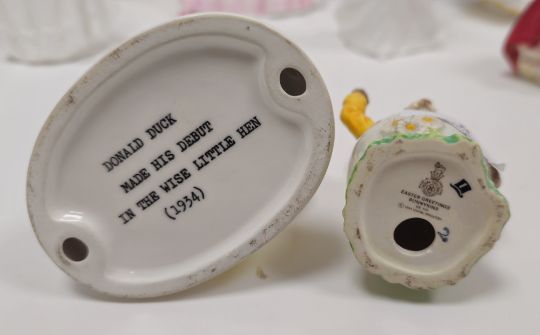 DONALD DUCK
MADE HIS DEBUT
IN THE WISE LITTLE HEN
(1934)
EASTER GREETINGS
BUNNYKINS